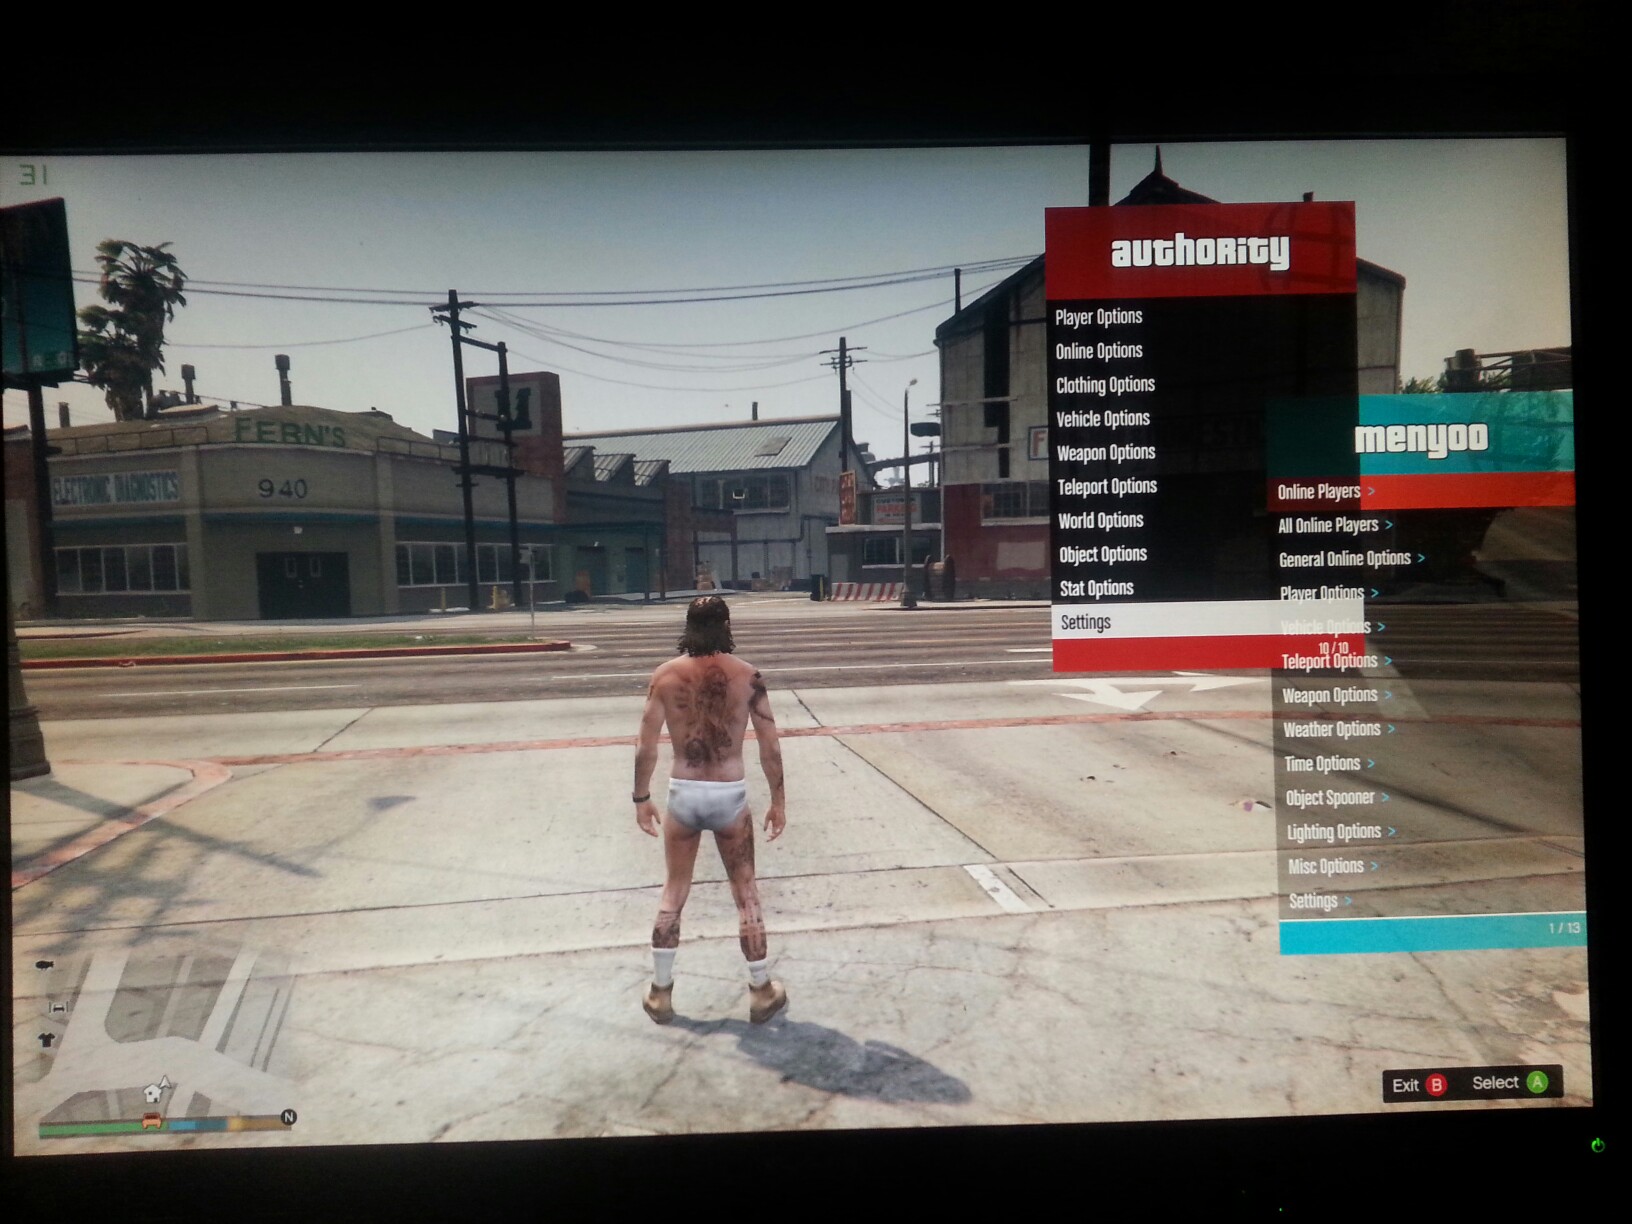 31
FERN'S
ELECTRONIC DIAGNOSTICS
940
authority
Player Options
Online Options
Clothing Options
Vehicle Options
Weapon Options
Teleport Options
World Options
Object Options
Stat Options
Settings
10 / 10
menyoo
Online Players >
All Online Players >
General Online Options >
Player Options >
Vehicle Options >
Teleport Options >
Weapon Options >
Weather Options >
Time Options >
Object Spooner >
Lighting Options >
Misc Options >
Settings >
1 / 13
N
Exit B Select A